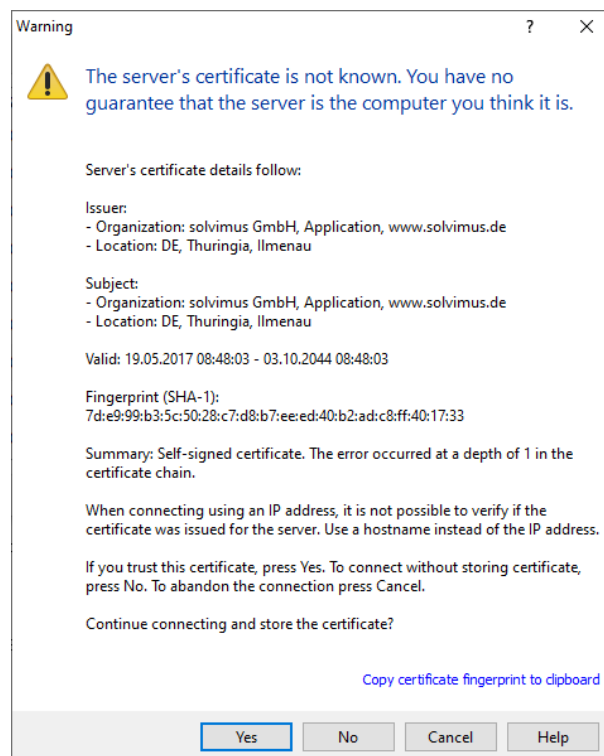 Warning
?
The server's certificate is not known. You have no
guarantee that the server is the computer you think it is.
Server's certificate details follow:
Issuer:
- Organization: solvimus GmbH, Application, www.solvimus.de
- Location: DE, Thuringia, Ilmenau
Subject:
- Organization: solvimus GmbH, Application, www.solvimus.de
- Location: DE, Thuringia, Ilmenau
Valid: 19.05.2017 08:48:03 - 03.10.2044 08:48:03
Fingerprint (SHA-1):
7d:e9:99:b3:5c:50:28:c7:d8:b7:ee:ed:40:b2:ad:c8:ff:40:17:33
Summary: Self-signed certificate. The error occurred at a depth of 1 in the
certificate chain.
When connecting using an IP address, it is not possible to verify if the
certificate was issued for the server. Use a hostname instead of the IP address.
If you trust this certificate, press Yes. To connect without storing certificate,
press No. To abandon the connection press Cancel.
Continue connecting and store the certificate?
Copy certificate fingerprint to clipboard
Yes No Cancel Help